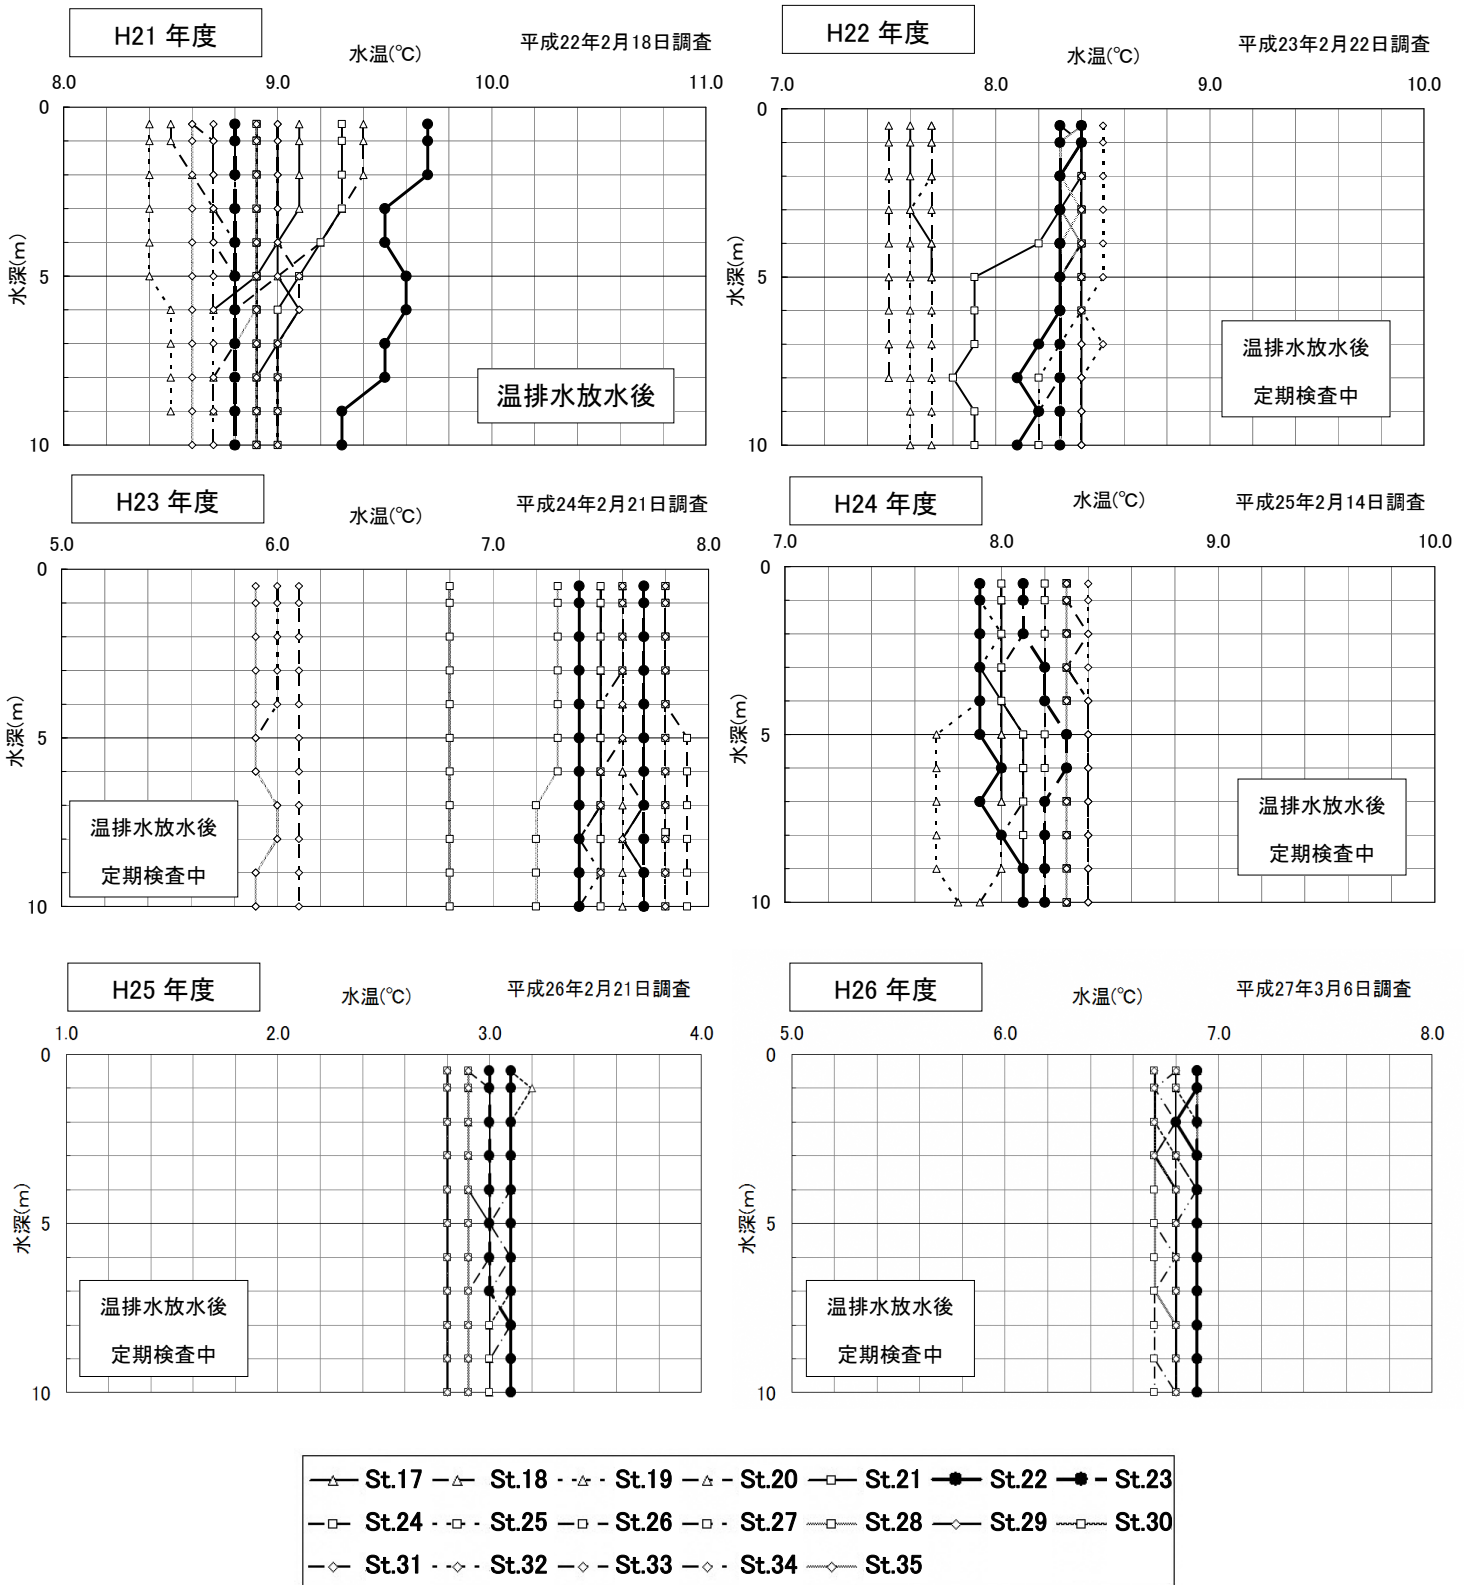 H21 年度
水温(℃)
平成22年2月18日調査
8.0 9.0 10.0 11.0
0
5
10
水深(m)
温排水放水後
H22 年度
水温(℃)
平成23年2月22日調査
7.0 8.0 9.0 10.0
0
5
10
水深(m)
温排水放水後
定期検査中
H23 年度
水温(℃)
平成24年2月21日調査
5.0 6.0 7.0 8.0
0
5
10
水深(m)
温排水放水後
定期検査中
H24 年度
水温(℃)
平成25年2月14日調査
7.0 8.0 9.0 10.0
0
5
10
水深(m)
温排水放水後
定期検査中
H25 年度
水温(℃)
平成26年2月21日調査
1.0 2.0 3.0 4.0
0
5
10
水深(m)
温排水放水後
定期検査中
H26 年度
水温(℃)
平成27年3月6日調査
5.0 6.0 7.0 8.0
0
5
10
水深(m)
温排水放水後
定期検査中
St.17 St.18 St.19 St.20 St.21 St.22 St.23
St.24 St.25 St.26 St.27 St.28 St.29 St.30
St.31 St.32 St.33 St.34 St.35